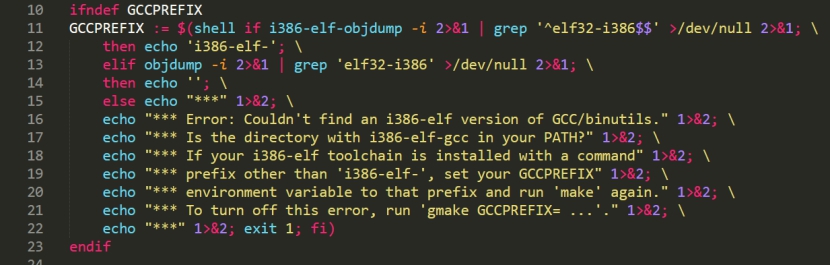 10 ifndef GCCPREFIX
11 GCCPREFIX := $(shell if i386-elf-objdump -i 2>&1 | grep '^elf32-i386$$' >/dev/null 2>&1; \
12 then echo 'i386-elf-'; \
13 elif objdump -i 2>&1 | grep 'elf32-i386' >/dev/null 2>&1; \
14 then echo ''; \
15 else echo "***" 1>&2; \
16 echo "*** Error: Couldn't find an i386-elf version of GCC/binutils." 1>&2; \
17 echo "*** Is the directory with i386-elf-gcc in your PATH?" 1>&2; \
18 echo "*** If your i386-elf toolchain is installed with a command" 1>&2; \
19 echo "*** prefix other than 'i386-elf-', set your GCCPREFIX" 1>&2; \
20 echo "*** environment variable to that prefix and run 'make' again." 1>&2; \
21 echo "*** To turn off this error, run 'gmake GCCPREFIX= ...'." 1>&2; \
22 echo "***" 1>&2; exit 1; fi)
23 endif
24